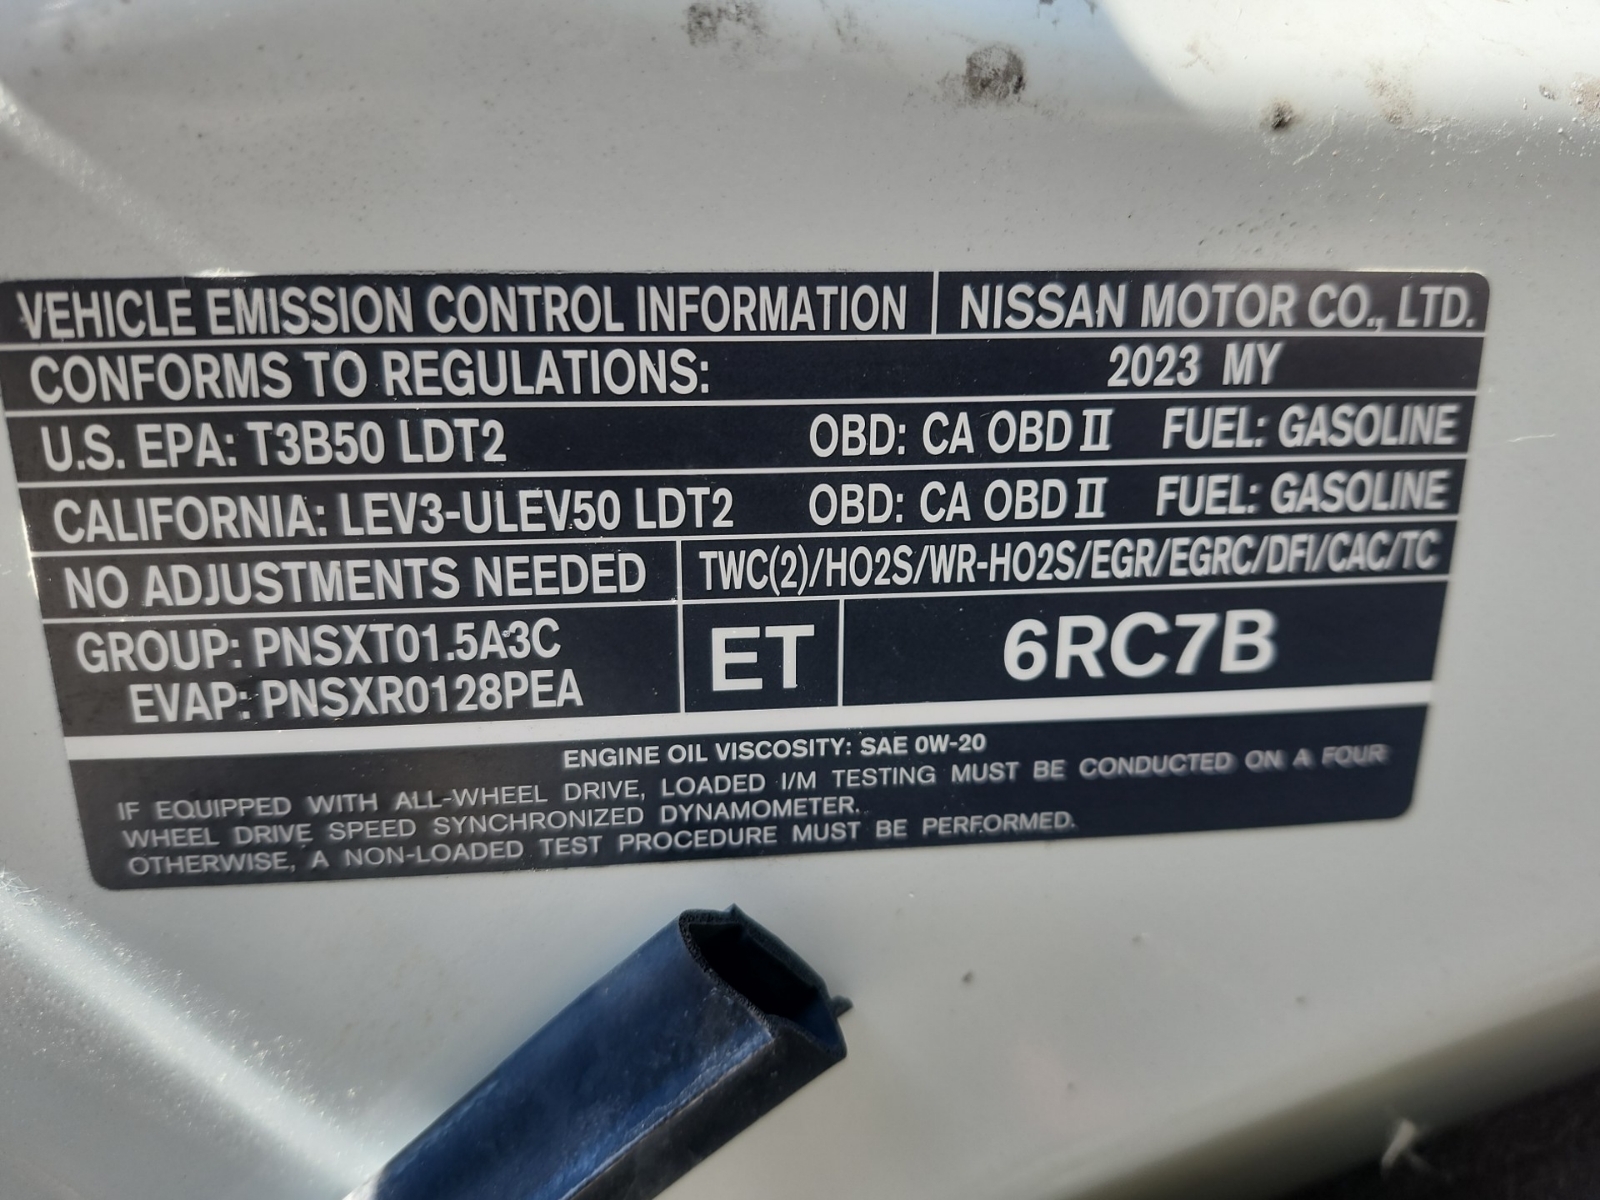 VEHICLE EMISSION CONTROL INFORMATION NISSAN MOTOR CO., LTD.
CONFORMS TO REGULATIONS: 2023 MY
U.S. EPA: T3B50 LDT2 OBD: CA OBD II FUEL: GASOLINE
CALIFORNIA: LEV3-ULEV50 LDT2 OBD: CA OBD II FUEL: GASOLINE
NO ADJUSTMENTS NEEDED TWC(2)/HO2S/WR-HO2S/EGR/EGRC/DFI/CAC/TC
GROUP: PNSXT01.5A3C
EVAP: PNSXR0128PEA
ET 6RC7B
ENGINE OIL VISCOSITY: SAE 0W-20
IF EQUIPPED WITH ALL-WHEEL DRIVE, LOADED I/M TESTING MUST BE CONDUCTED ON A FOUR
WHEEL DRIVE SPEED SYNCHRONIZED DYNAMOMETER.
OTHERWISE, A NON-LOADED TEST PROCEDURE MUST BE PERFORMED.